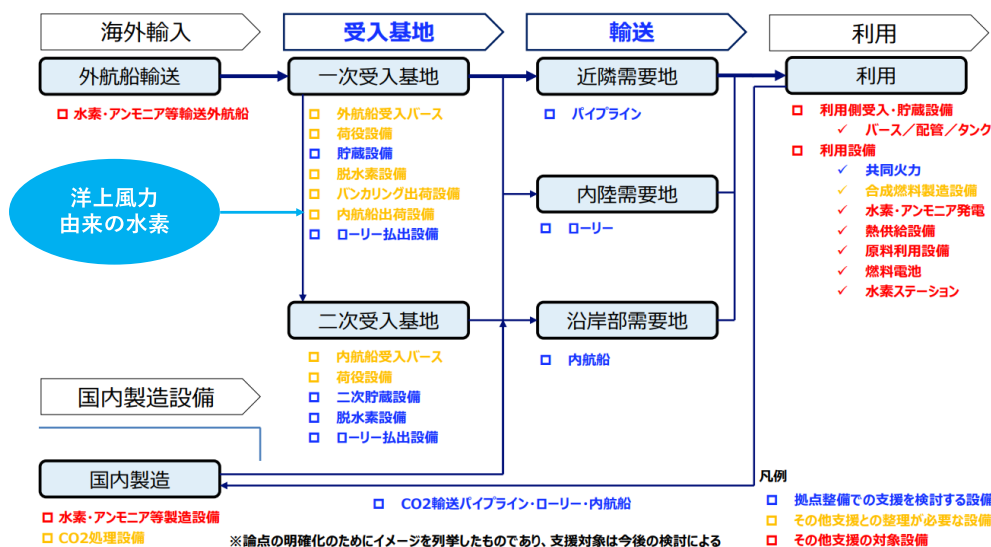 海外輸入
受入基地
輸送
利用
外航船輸送
一次受入基地
近隣需要地
利用
水素・アンモニア等輸送外航船
外航船受入バース
荷役設備
貯蔵設備
脱水素設備
バンカリング出荷設備
内航船出荷設備
ローリー払出設備
パイプライン
利用側受入・貯蔵設備
✓ バース／配管／タンク
利用設備
✓ 共同火力
✓ 合成燃料製造設備
✓ 水素・アンモニア発電
✓ 熱供給設備
✓ 原料利用設備
✓ 燃料電池
✓ 水素ステーション
洋上風力
由来の水素
内陸需要地
ローリー
二次受入基地
沿岸部需要地
内航船受入バース
荷役設備
二次貯蔵設備
脱水素設備
ローリー払出設備
内航船
国内製造設備
国内製造
水素・アンモニア等製造設備
CO2処理設備
CO2輸送パイプライン・ローリー・内航船
凡例
拠点整備での支援を検討する設備
その他支援との整理が必要な設備
その他支援の対象設備
※論点の明確化のためにイメージを列挙したものであり、支援対象は今後の検討による